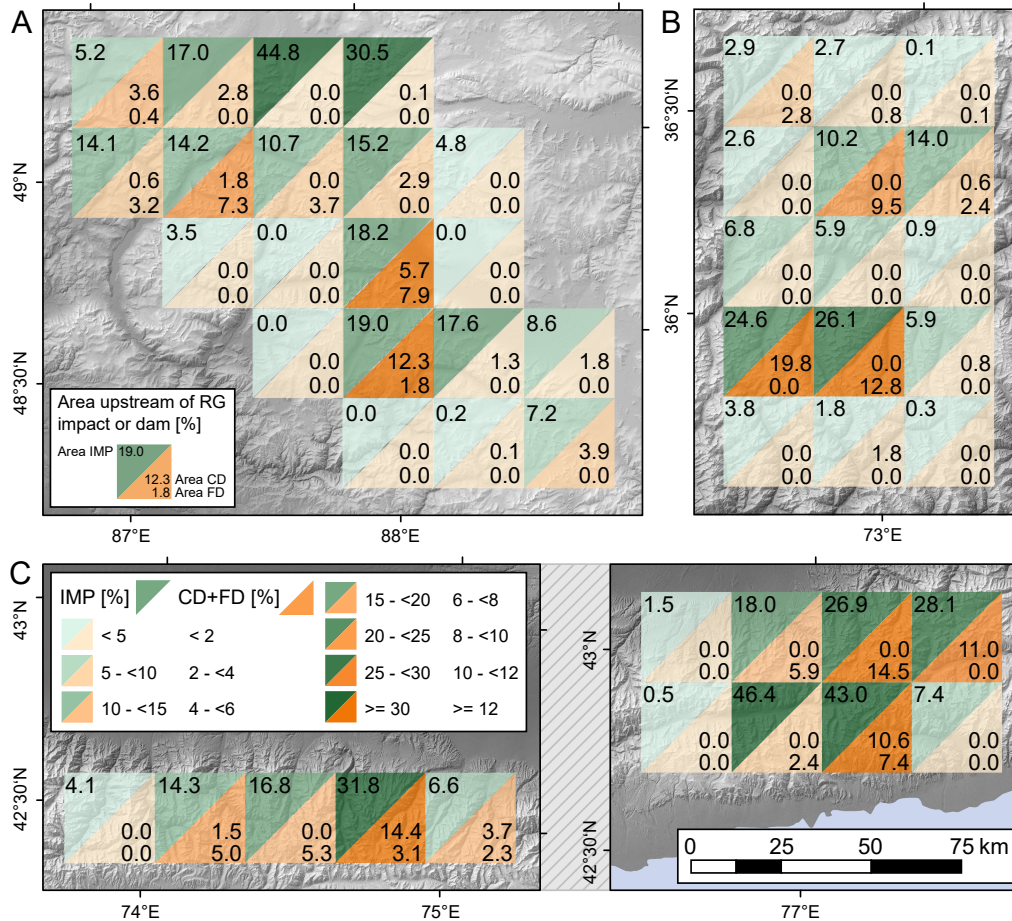 A
5.2 17.0 44.8 30.5
3.6 2.8 0.0 0.1
0.4 0.0 0.0 0.0
14.1 14.2 10.7 15.2 4.8
0.6 1.8 0.0 2.9 0.0
3.2 7.3 3.7 0.0 0.0
3.5 0.0 18.2 0.0
0.0 0.0 5.7 0.0
0.0 0.0 7.9 0.0
0.0 19.0 17.6 8.6
0.0 12.3 1.3 1.8
0.0 1.8 0.0 0.0
0.0 0.2 7.2
0.0 0.1 3.9
0.0 0.0 0.0
49°N
48°30'N
87°E 88°E
Area upstream of RG
impact or dam [%]
Area IMP 19.0
12.3 Area CD
1.8 Area FD
B
2.9 2.7 0.1
0.0 0.0 0.0
2.8 0.8 0.1
2.6 10.2 14.0
0.0 0.0 0.6
0.0 9.5 2.4
6.8 5.9 0.9
0.0 0.0 0.0
0.0 0.0 0.0
24.6 26.1 5.9
19.8 0.0 0.8
0.0 12.8 0.0
3.8 1.8 0.3
0.0 1.8 0.0
0.0 0.0 0.0
36°30'N
36°N
73°E
C
IMP [%] CD+FD [%]
< 5 < 2
5 - <10 2 - <4
10 - <15 4 - <6
15 - <20 6 - <8
20 - <25 8 - <10
25 - <30 10 - <12
>= 30 >= 12
43°N
42°30'N
4.1 14.3 16.8 31.8 6.6
0.0 1.5 0.0 14.4 3.7
0.0 5.0 5.3 3.1 2.3
74°E 75°E
43°N
42°30'N
1.5 18.0 26.9 28.1
0.0 0.0 0.0 11.0
0.0 5.9 14.5 0.0
0.5 46.4 43.0 7.4
0.0 0.0 10.6 0.0
0.0 2.4 7.4 0.0
0 25 50 75 km
77°E